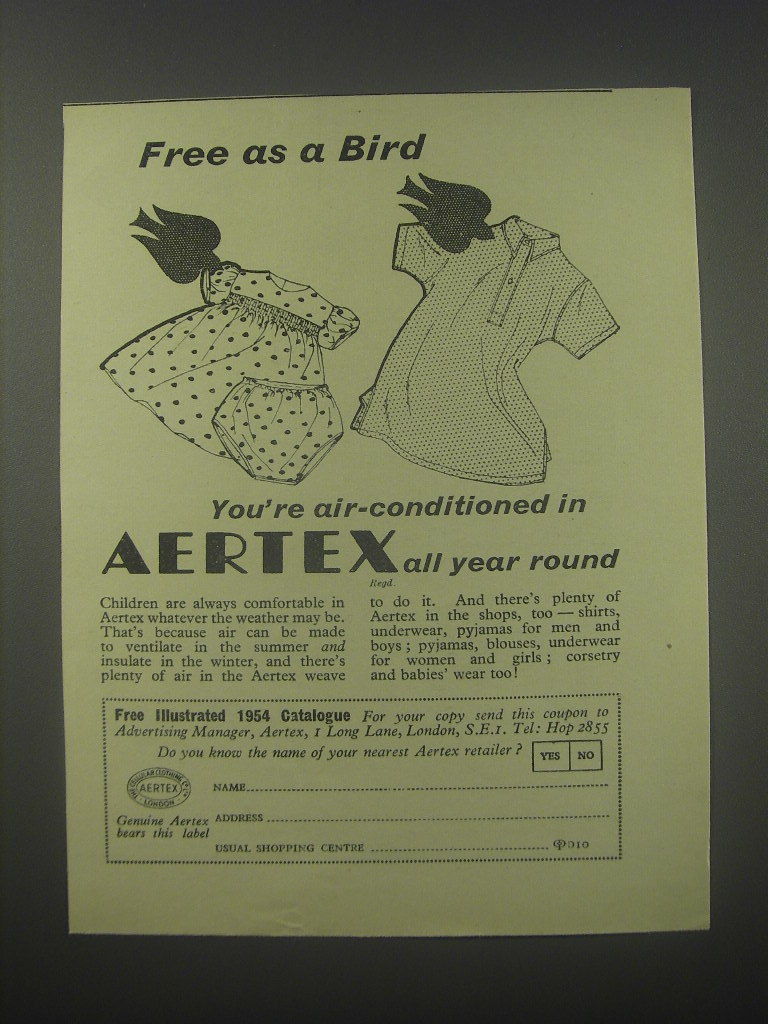 Free as a Bird
You're air-conditioned in
AERTEX all year round
Regd.
Children are always comfortable in
Aertex whatever the weather may be.
That's because air can be made
to ventilate in the summer and
insulate in the winter, and there's
plenty of air in the Aertex weave
to do it. And there's plenty of
Aertex in the shops, too — shirts,
underwear, pyjamas for men and
boys ; pyjamas, blouses, underwear
for women and girls ; corsetry
and babies' wear too!
Free Illustrated 1954 Catalogue For your copy send this coupon to
Advertising Manager, Aertex, 1 Long Lane, London, S.E.1. Tel: Hop 2855
Do you know the name of your nearest Aertex retailer ? YES NO
THE CELLULAR CLOTHING CO LTD
AERTEX
LONDON
Genuine Aertex
bears this label
NAME
ADDRESS
USUAL SHOPPING CENTRE